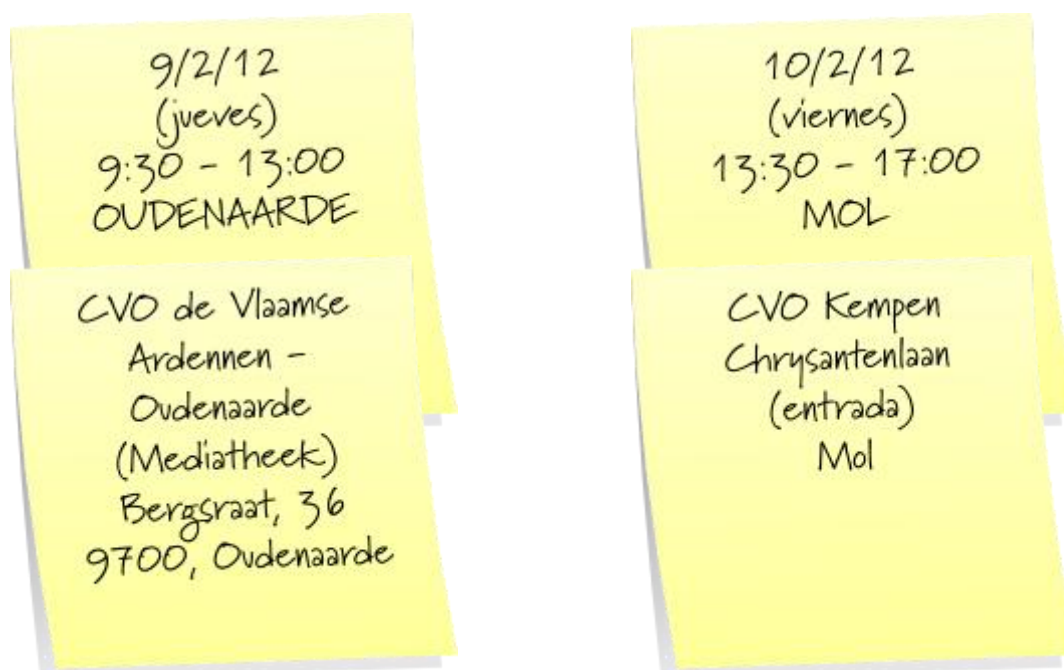 9/2/12
(jueves)
9:30 - 13:00
OUDENAARDE
CVO de Vlaamse
Ardennen -
Oudenaarde
(Mediatheek)
Bergsraat, 36
9700, Oudenaarde
10/2/12
(viernes)
13:30 - 17:00
MOL
CVO Kempen
Chrysantenlaan
(entrada)
Mol